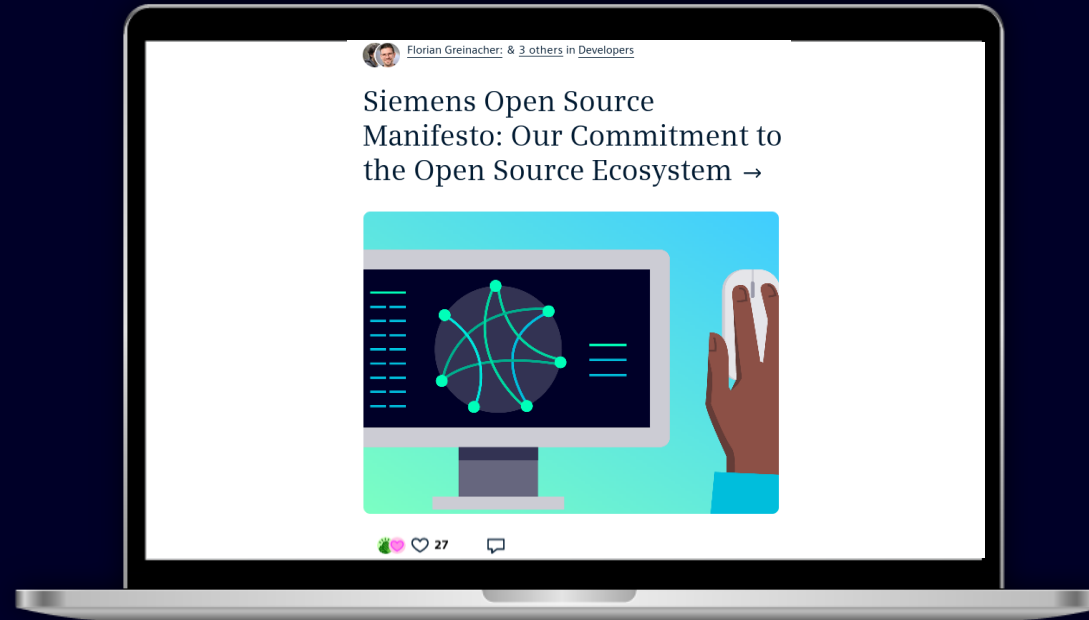 Florian Greinacher: & 3 others in Developers
Siemens Open Source
Manifesto: Our Commitment to
the Open Source Ecosystem →
27